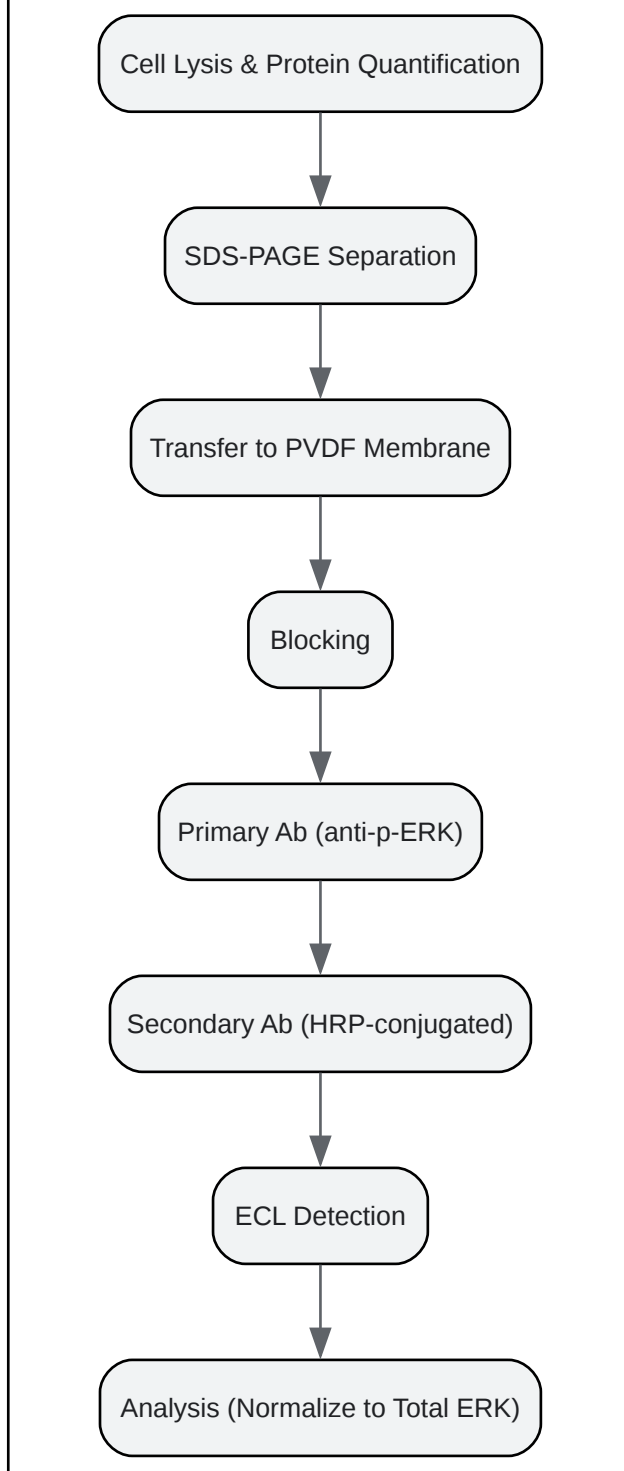 Cell Lysis & Protein Quantification
SDS-PAGE Separation
Transfer to PVDF Membrane
Blocking
Primary Ab (anti-p-ERK)
Secondary Ab (HRP-conjugated)
ECL Detection
Analysis (Normalize to Total ERK)